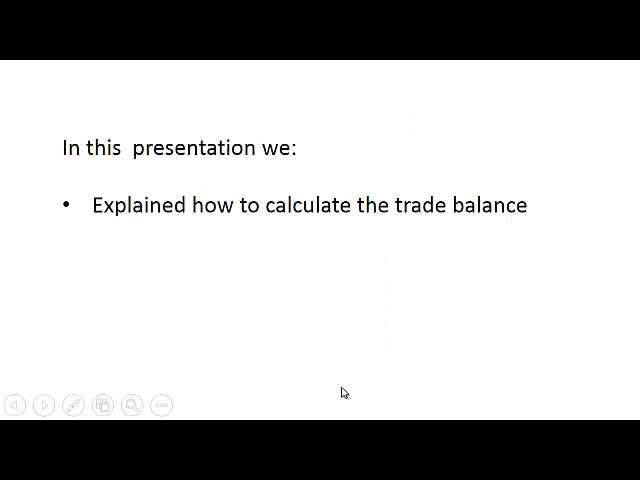 In this  presentation we:
• Explained how to calculate the trade balance